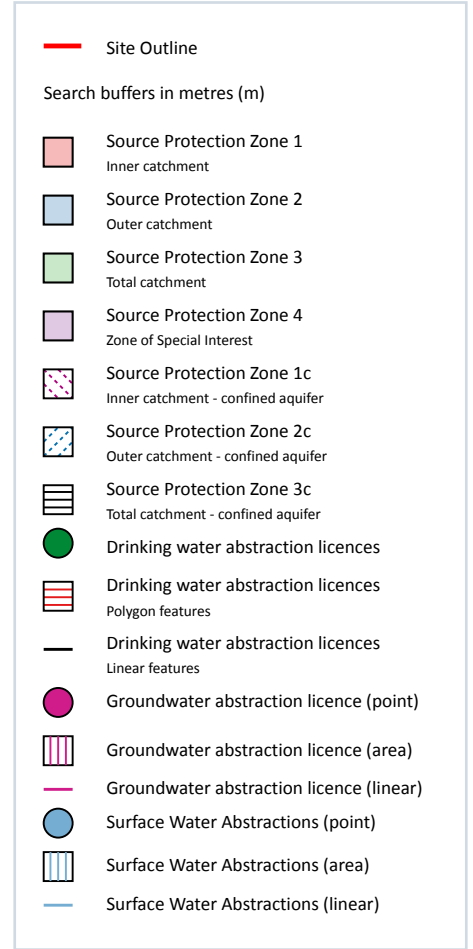 Site Outline
Search buffers in metres (m)
Source Protection Zone 1
Inner catchment
Source Protection Zone 2
Outer catchment
Source Protection Zone 3
Total catchment
Source Protection Zone 4
Zone of Special Interest
Source Protection Zone 1c
Inner catchment - confined aquifer
Source Protection Zone 2c
Outer catchment - confined aquifer
Source Protection Zone 3c
Total catchment - confined aquifer
Drinking water abstraction licences
Drinking water abstraction licences
Polygon features
Drinking water abstraction licences
Linear features
Groundwater abstraction licence (point)
Groundwater abstraction licence (area)
Groundwater abstraction licence (linear)
Surface Water Abstractions (point)
Surface Water Abstractions (area)
Surface Water Abstractions (linear)